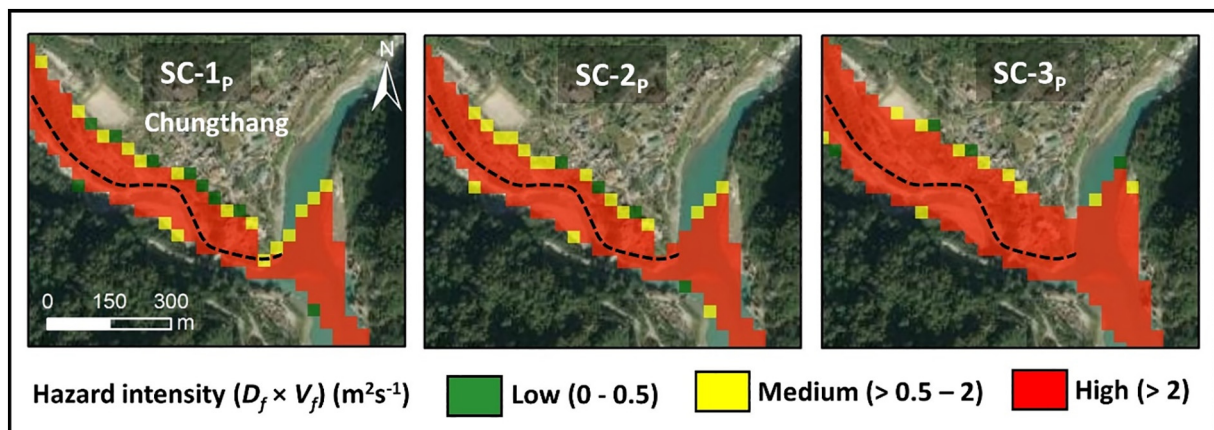 SC-1P
Chungthang
N
0 150 300
m
SC-2P
SC-3P
Hazard intensity (Df × Vf) (m²s⁻¹)
Low (0 - 0.5)
Medium (> 0.5 – 2)
High (> 2)